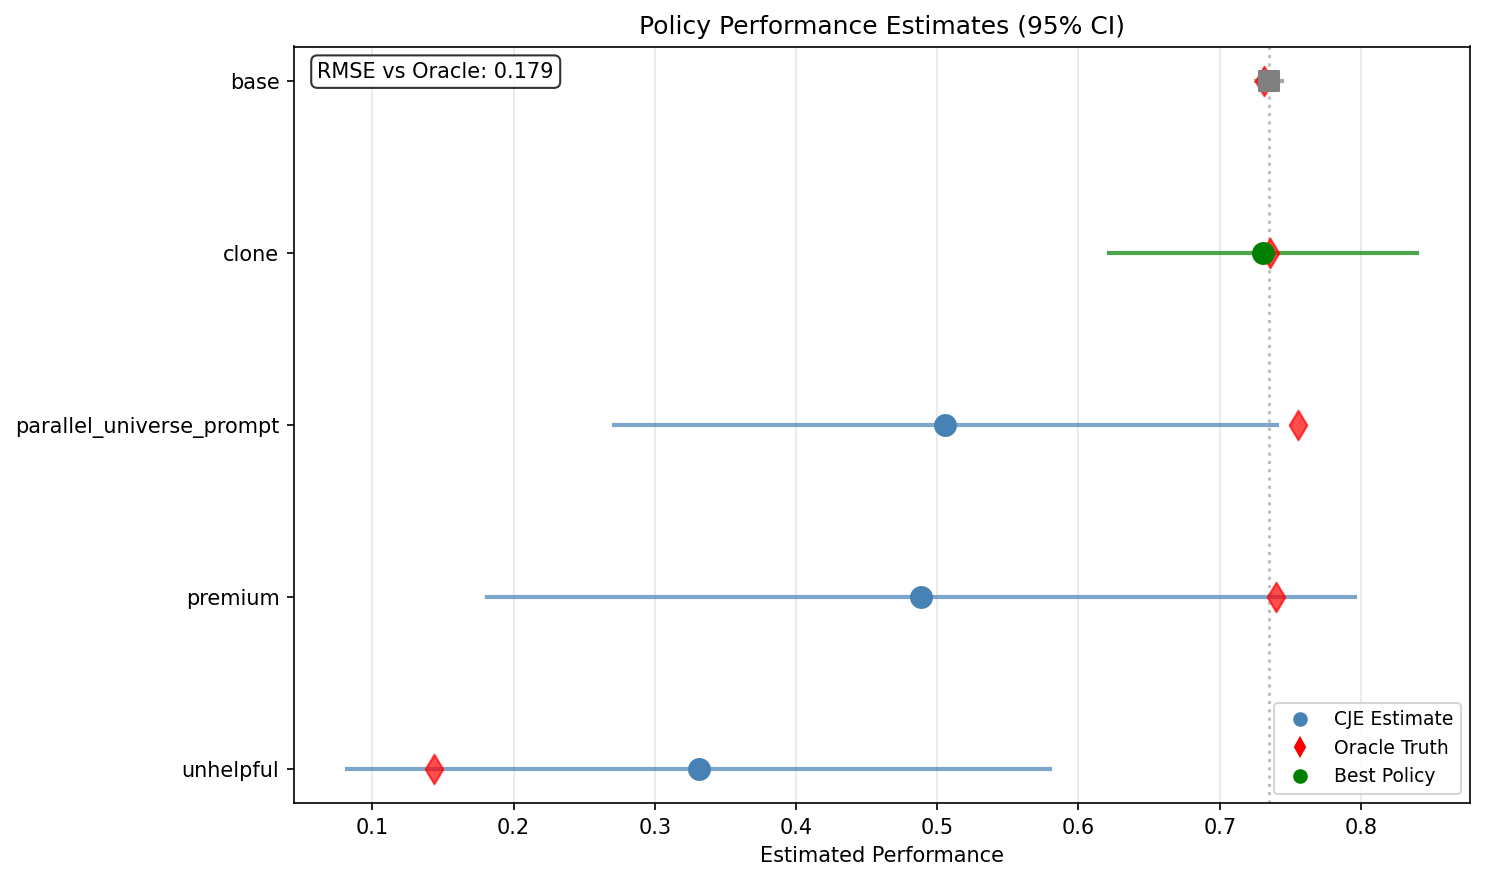 Policy Performance Estimates (95% CI)
RMSE vs Oracle: 0.179
base
clone
parallel_universe_prompt
premium
unhelpful
CJE Estimate
Oracle Truth
Best Policy
0.1 0.2 0.3 0.4 0.5 0.6 0.7 0.8
Estimated Performance